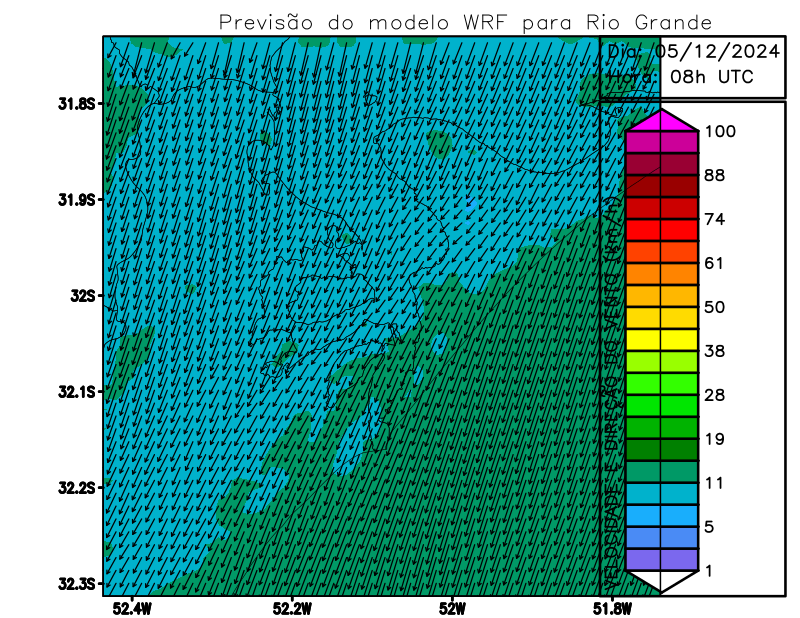 Previsão do modelo WRF para Rio Grande
Dia: 05/12/2024
Hora: 08h UTC
31.8S
31.9S
32S
32.1S
32.2S
32.3S
52.4W
52.2W
52W
51.8W
VELOCIDADE E DIREÇÃO DO VENTO (km/h)
100
88
74
61
50
38
28
19
11
5
1